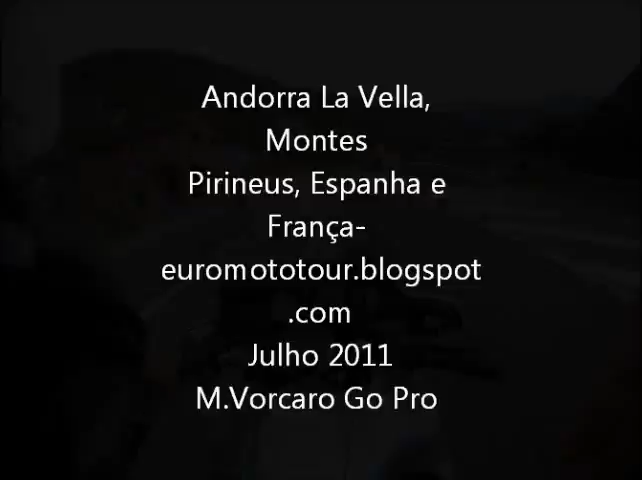 Andorra La Vella,
Montes
Pirineus, Espanha e
França-
euromototour.blogspot
.com
Julho 2011
M.Vorcaro Go Pro